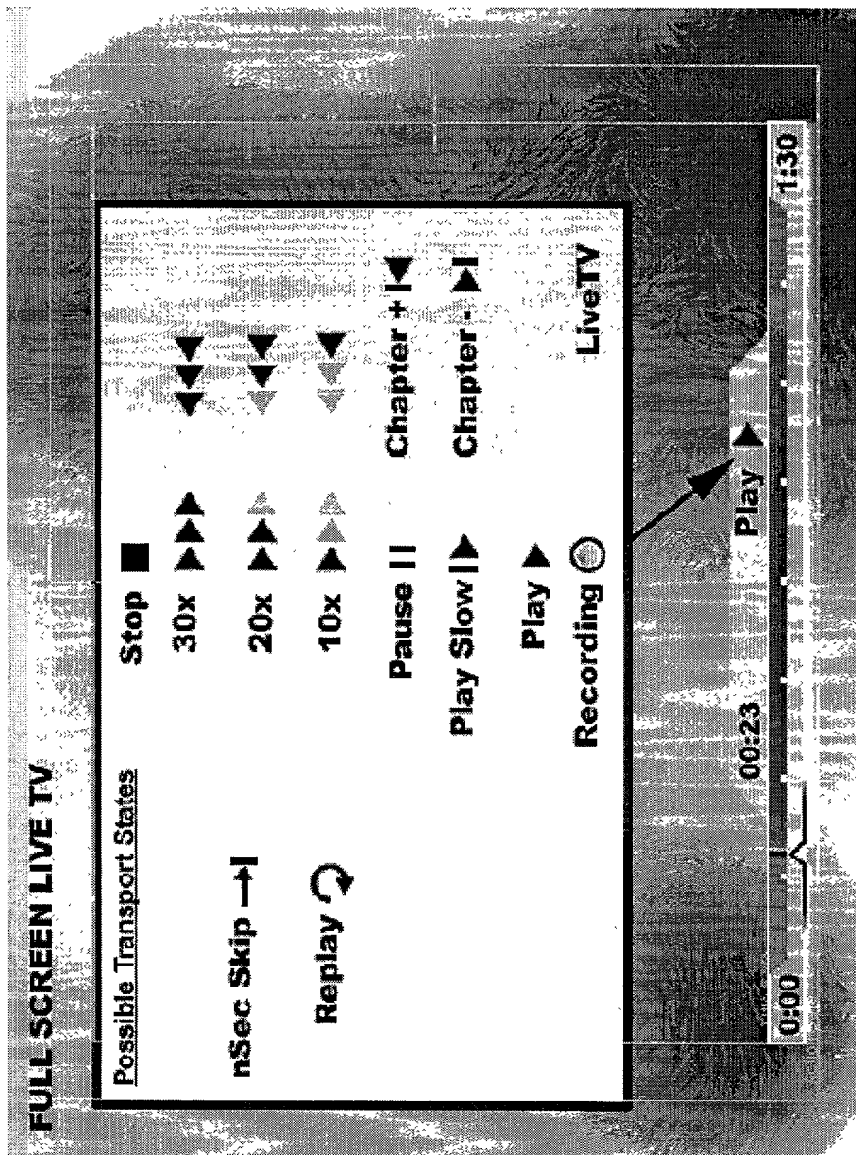 FULL SCREEN LIVE TV
Possible Transport States
Stop
30x
nSec Skip
20x
Replay
10x
Pause
Chapter +
Play Slow
Chapter -
Play
Recording
LiveTV
00:23
Play
0:00
1:30